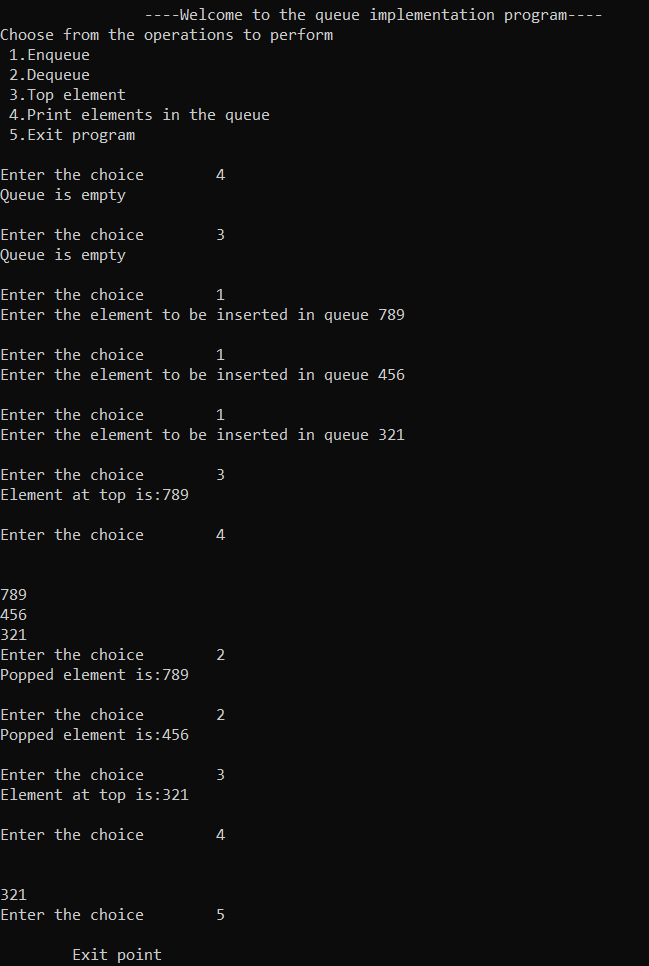 ----Welcome to the queue implementation program----
Choose from the operations to perform
1.Enqueue
2.Dequeue
3.Top element
4.Print elements in the queue
5.Exit program
Enter the choice 4
Queue is empty
Enter the choice 3
Queue is empty
Enter the choice 1
Enter the element to be inserted in queue 789
Enter the choice 1
Enter the element to be inserted in queue 456
Enter the choice 1
Enter the element to be inserted in queue 321
Enter the choice 3
Element at top is:789
Enter the choice 4
789
456
321
Enter the choice 2
Popped element is:789
Enter the choice 2
Popped element is:456
Enter the choice 3
Element at top is:321
Enter the choice 4
321
Enter the choice 5
Exit point